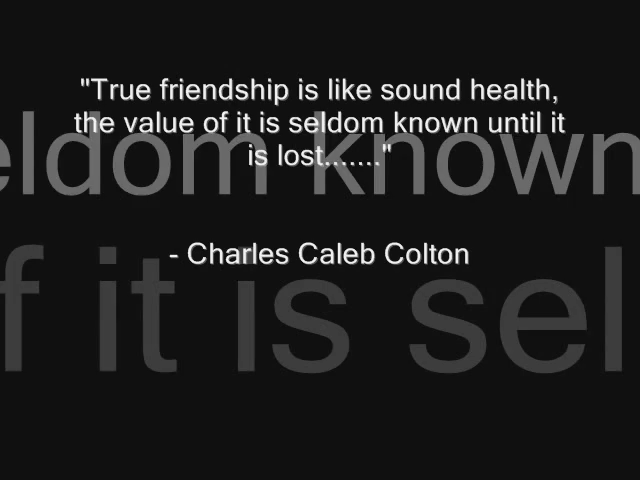 "True friendship is like sound health,
the value of it is seldom known until it
is lost......."
eldom known
- Charles Caleb Colton
f it is sel